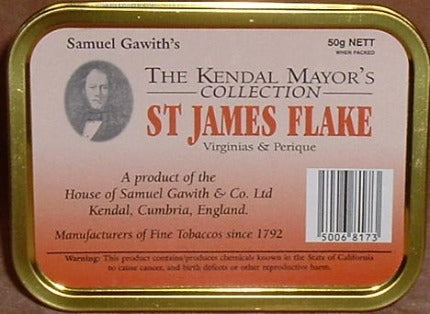 Samuel Gawith's
50g NETT
WHEN PACKED
THE KENDAL MAYOR'S
COLLECTION
ST JAMES FLAKE
Virginias & Perique
A product of the
House of Samuel Gawith & Co. Ltd
Kendal, Cumbria, England.
Manufacturers of Fine Tobaccos since 1792
5006 8173
Warning: This product contains/produces chemicals known in the State of California
to cause cancer, and birth defects or other reproductive harm.